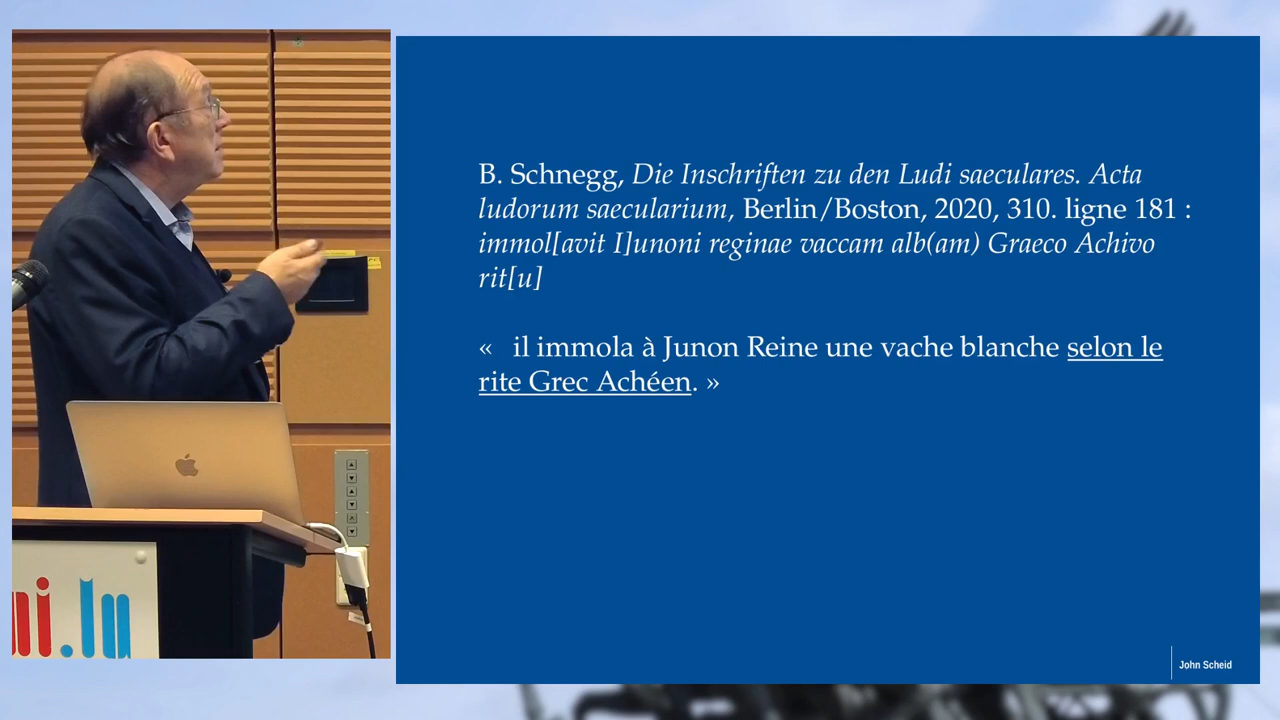 B. Schnegg, Die Inschriften zu den Ludi saeculares. Acta
ludorum saecularium, Berlin/Boston, 2020, 310. ligne 181 :
immol[avit I]unoni reginae vaccam alb(am) Graeco Achivo
rit[u]
« il immola à Junon Reine une vache blanche selon le
rite Grec Achéen. »
John Scheid
ni.lu